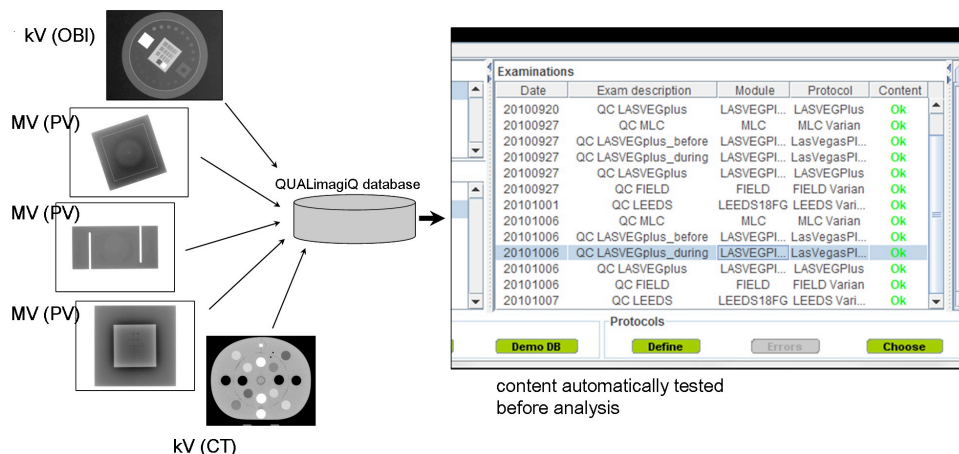 kV (OBI)
MV (PV)
MV (PV)
MV (PV)
kV (CT)
QUALimagiQ database
Examinations
Date Exam description Module Protocol Content
20100920 QC LASVEGplus LASVEGPl... LASVEGPlus Ok
20100927 QC MLC MLC MLC Varian Ok
20100927 QC LASVEGplus_before LASVEGPl... LasVegasPl... Ok
20100927 QC LASVEGplus_during LASVEGPl... LasVegasPl... Ok
20100927 QC LASVEGplus LASVEGPl... LASVEGPlus Ok
20100927 QC FIELD FIELD FIELD Varian Ok
20101001 QC LEEDS LEEDS18FG LEEDS Vari... Ok
20101006 QC MLC MLC MLC Varian Ok
20101006 QC LASVEGplus_before LASVEGPl... LasVegasPl... Ok
20101006 QC LASVEGplus_during LASVEGPl... LasVegasPl... Ok
20101006 QC LASVEGplus LASVEGPl... LASVEGPlus Ok
20101006 QC FIELD FIELD FIELD Varian Ok
20101007 QC LEEDS LEEDS18FG LEEDS Vari... Ok
Protocols
Demo DB Define Errors Choose
content automatically tested
before analysis